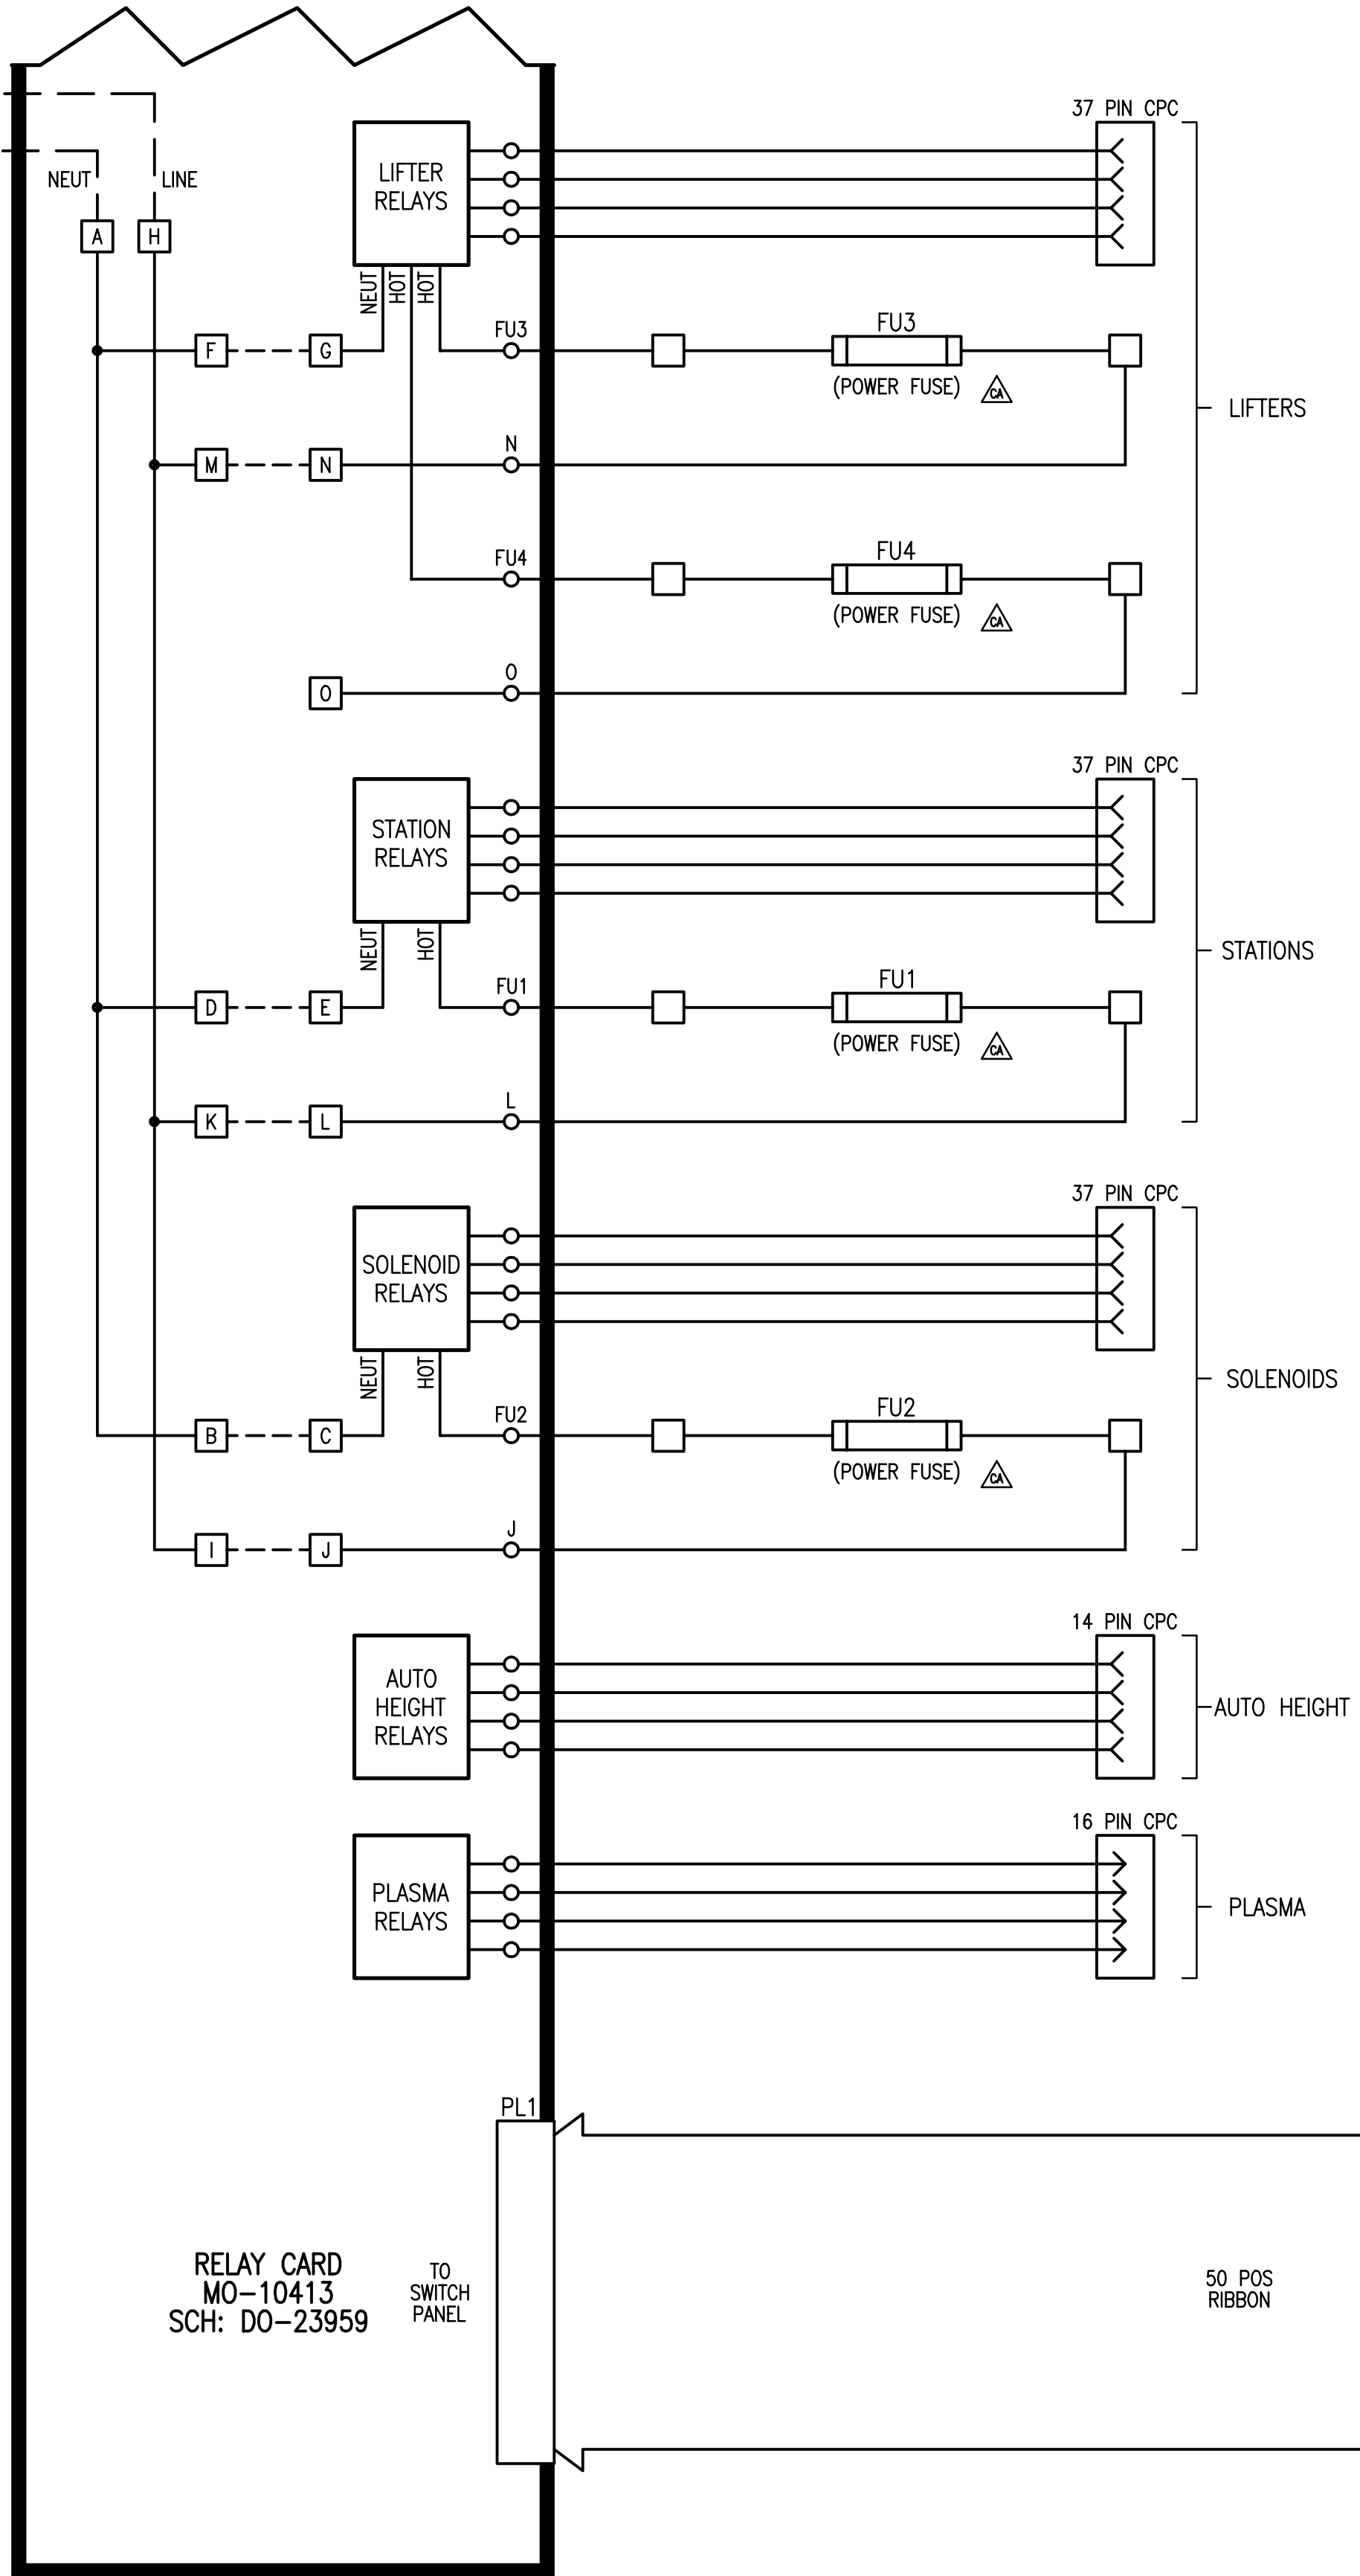 37 PIN CPC
NEUT
LINE
LIFTER
RELAYS
A
H
NEUT
HOT
HOT
FU3
FU3
F
G
(POWER FUSE)
CA
LIFTERS
N
M
N
FU4
FU4
(POWER FUSE)
CA
O
O
37 PIN CPC
STATION
RELAYS
NEUT
HOT
STATIONS
FU1
FU1
D
E
(POWER FUSE)
CA
L
K
L
37 PIN CPC
SOLENOID
RELAYS
NEUT
HOT
SOLENOIDS
FU2
FU2
B
C
(POWER FUSE)
CA
J
I
J
14 PIN CPC
AUTO
HEIGHT
RELAYS
AUTO HEIGHT
16 PIN CPC
PLASMA
RELAYS
PLASMA
PL1
RELAY CARD
MO-10413
SCH: DO-23959
TO
SWITCH
PANEL
50 POS
RIBBON